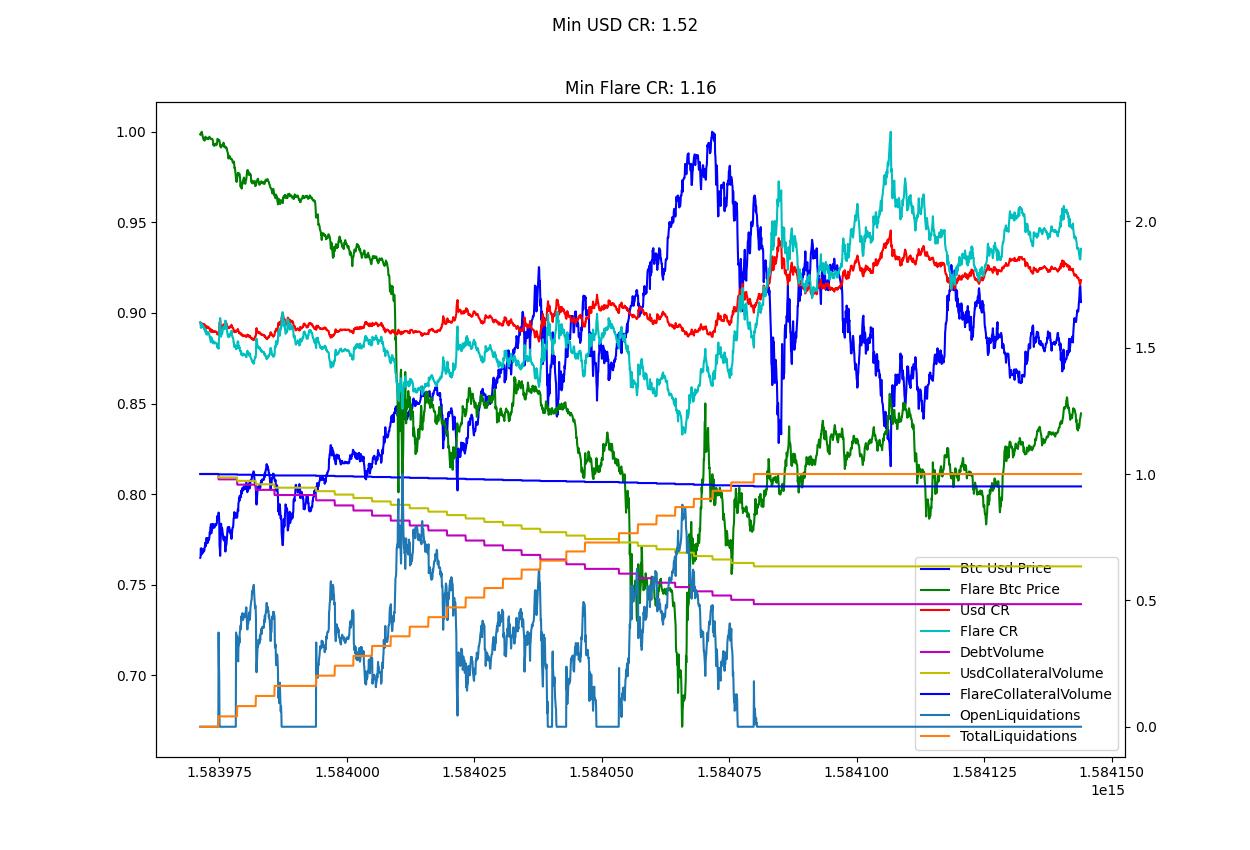 Min USD CR: 1.52
Min Flare CR: 1.16
1.00
0.95
0.90
0.85
0.80
0.75
0.70
2.0
1.5
1.0
0.5
0.0
Btc Usd Price
Flare Btc Price
Usd CR
Flare CR
DebtVolume
UsdCollateralVolume
FlareCollateralVolume
OpenLiquidations
TotalLiquidations
1.583975 1.584000 1.584025 1.584050 1.584075 1.584100 1.584125 1.584150
1e15